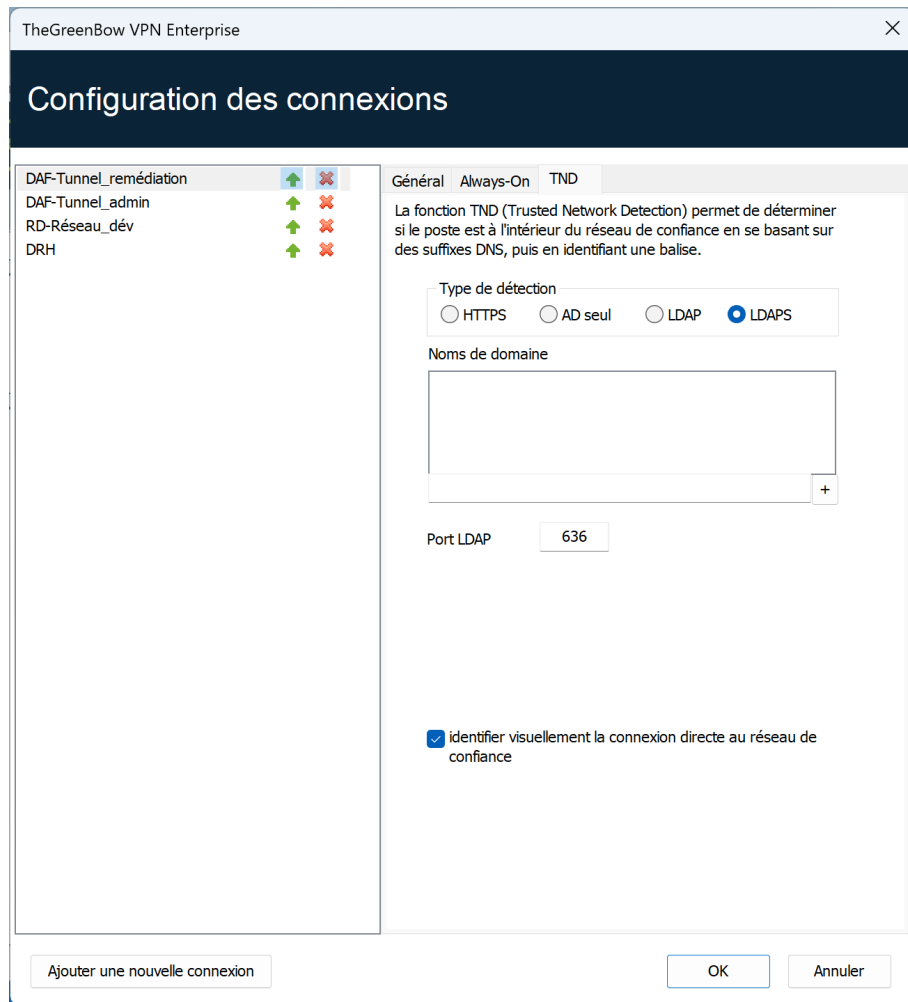 TheGreenBow VPN Enterprise
Configuration des connexions
DAF-Tunnel_remédiation
DAF-Tunnel_admin
RD-Réseau_dév
DRH
Général Always-On TND
La fonction TND (Trusted Network Detection) permet de déterminer
si le poste est à l'intérieur du réseau de confiance en se basant sur
des suffixes DNS, puis en identifiant une balise.
Type de détection
HTTPS AD seul LDAP LDAPS
Noms de domaine
+
Port LDAP 636
identifier visuellement la connexion directe au réseau de
confiance
Ajouter une nouvelle connexion OK Annuler